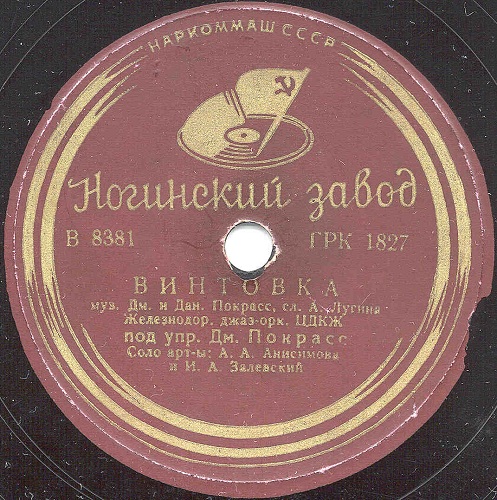 НАРКОММАШ СССР
Ногинский завод
В 8381 ГРК 1827
ВИНТОВКА
муз. Дм. и Дан. Покрасс, сл. А. Лугина
Железнодор. джаз-орк. ЦДКЖ
под упр. Дм. Покрасс
Соло арт-ы: А. А. Анисимова
и И. А. Залевский